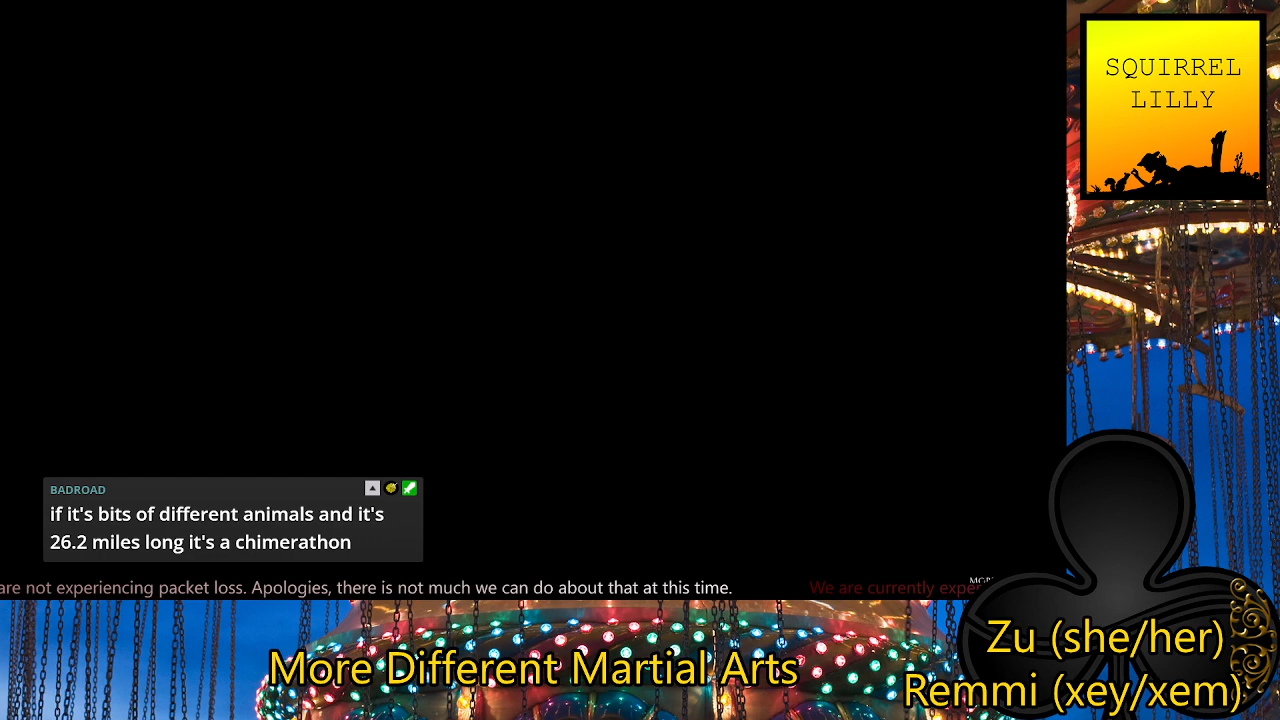 SQUIRREL
LILLY
BADROAD
if it's bits of different animals and it's
26.2 miles long it's a chimerathon
are not experiencing packet loss. Apologies, there is not much we can do about that at this time.
We are currently
More Different Martial Arts
Zu (she/her)
Remmi (xey/xem)